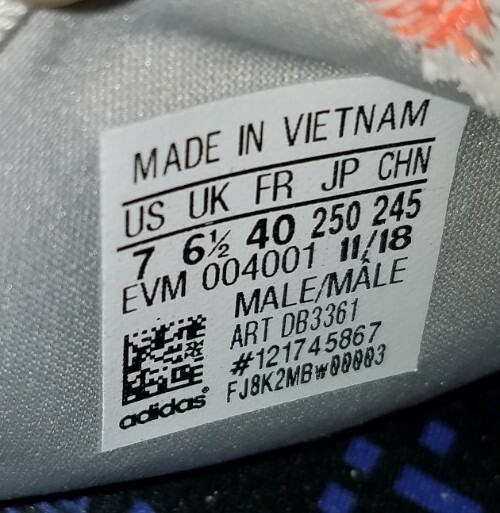 MADE IN VIETNAM
US UK FR JP CHN
7 6½ 40 250 245
EVM 004001 11/18
MALE/MÂLE
ART DB3361
#121745867
FJ8K2MBw00003
adidas®